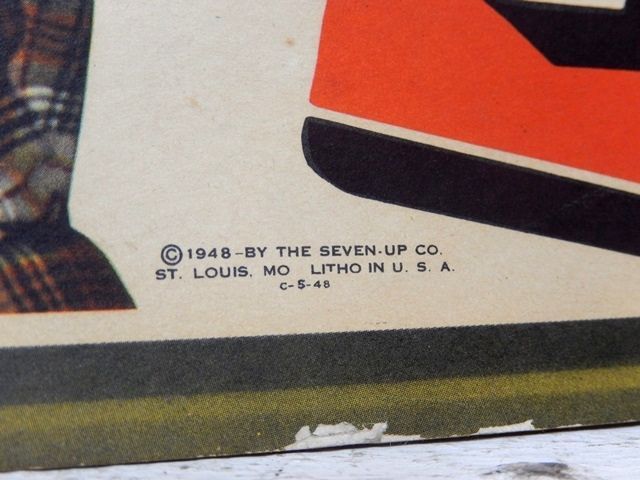 ©1948-BY THE SEVEN-UP CO.
ST. LOUIS, MO LITHO IN U. S. A.
C-5-48